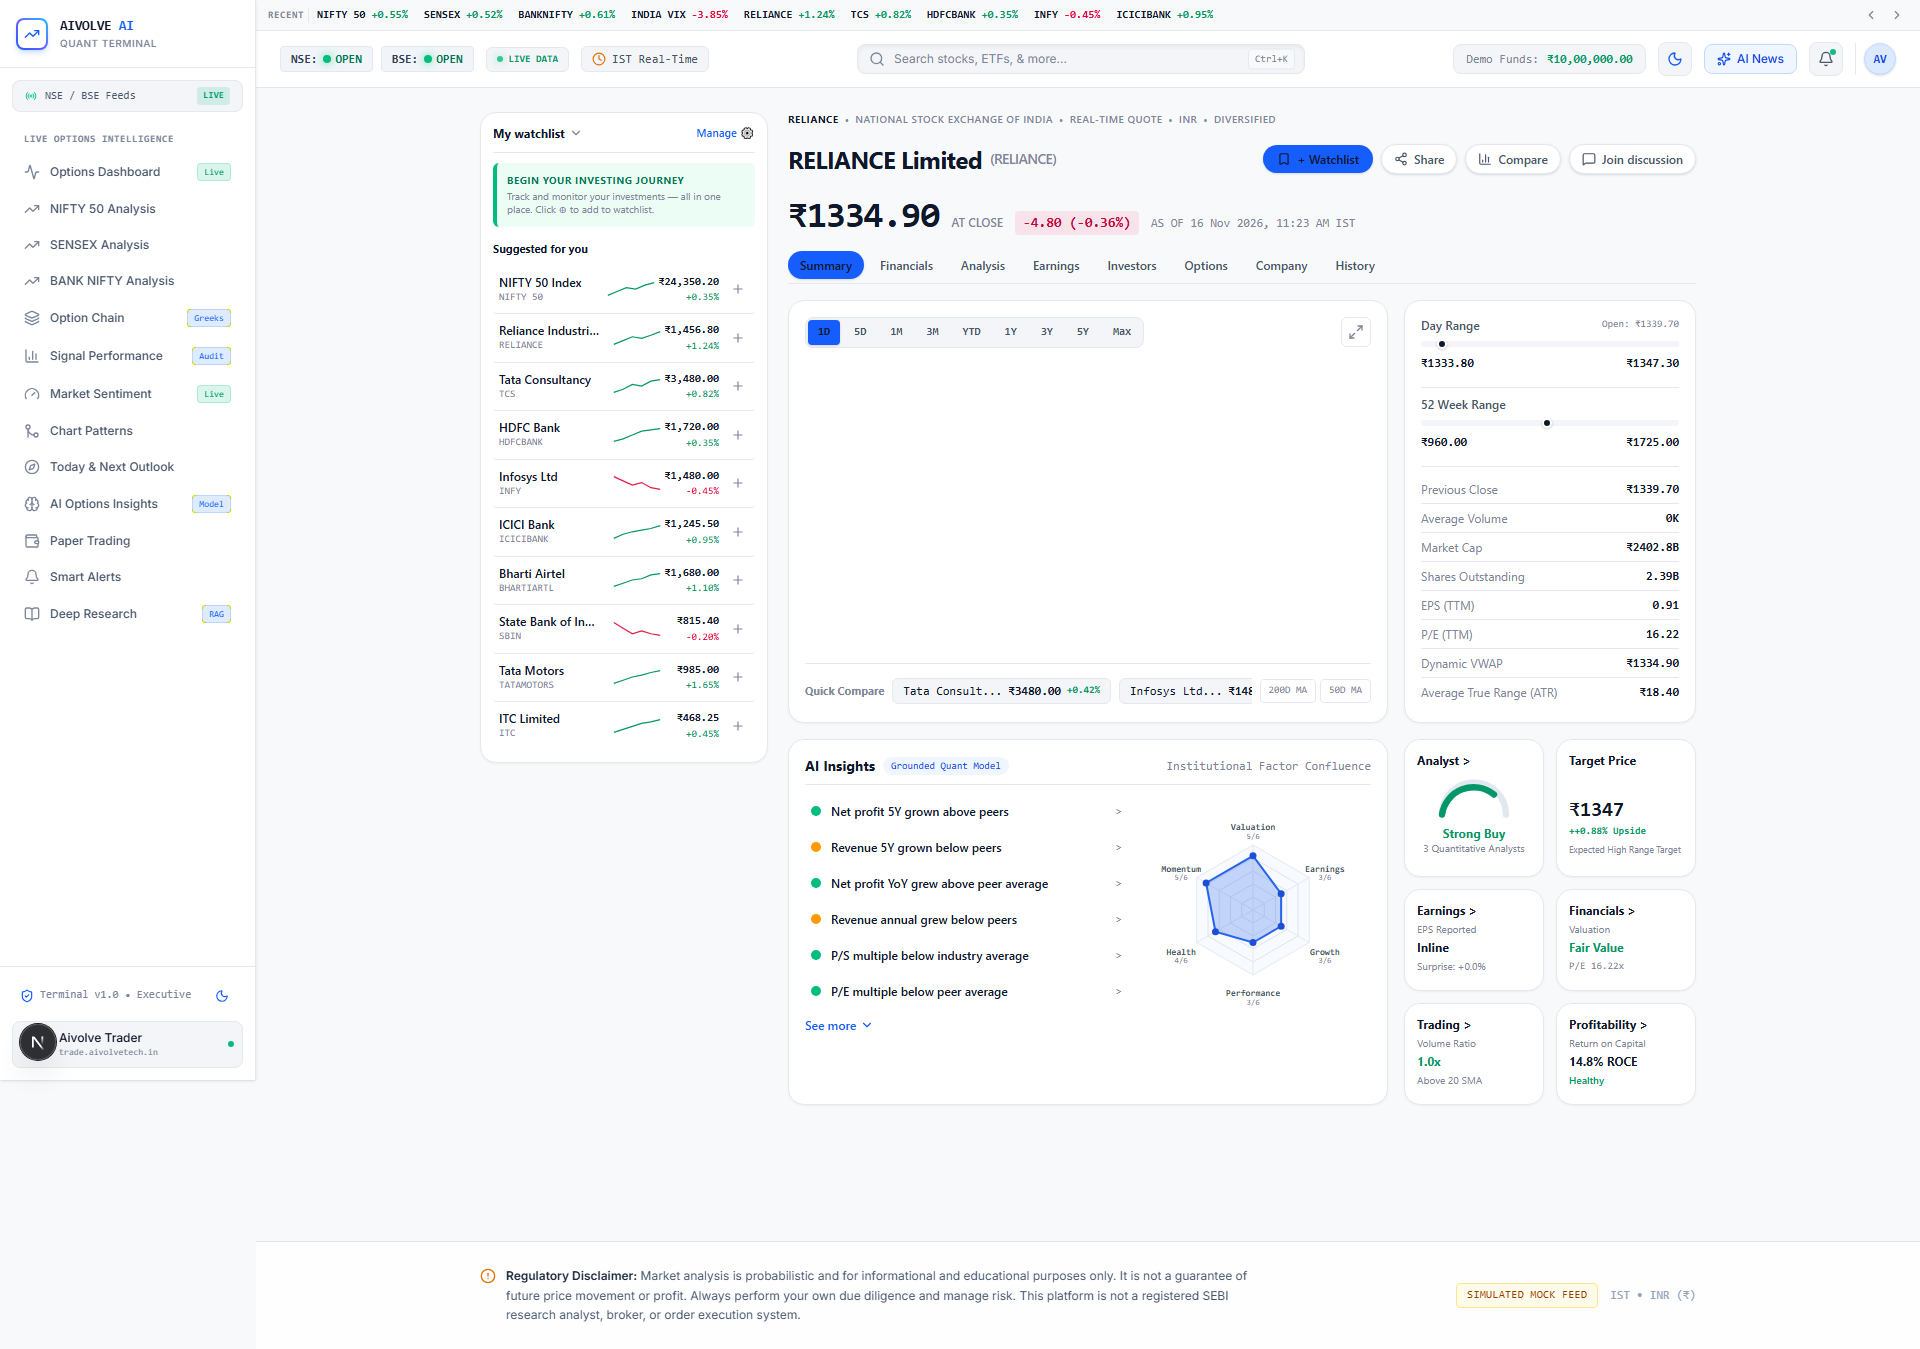 AIVOLVE AI
QUANT TERMINAL
NSE / BSE Feeds LIVE
LIVE OPTIONS INTELLIGENCE
Options Dashboard Live
NIFTY 50 Analysis
SENSEX Analysis
BANK NIFTY Analysis
Option Chain Greeks
Signal Performance Audit
Market Sentiment Live
Chart Patterns
Today & Next Outlook
AI Options Insights Model
Paper Trading
Smart Alerts
Deep Research RAG
Terminal v1.0 • Executive
N
Aivolve Trader
trade.aivolvetech.in
RECENT NIFTY 50 +0.55% SENSEX +0.52% BANKNIFTY +0.61% INDIA VIX -3.85% RELIANCE +1.24% TCS +0.82% HDFCBANK +0.35% INFY -0.45% ICICIBANK +0.95%
NSE: OPEN BSE: OPEN LIVE DATA IST Real-Time Search stocks, ETFs, & more... Ctrl+K Demo Funds: ₹10,00,000.00 AI News AV
My watchlist Manage
BEGIN YOUR INVESTING JOURNEY
Track and monitor your investments — all in one
place. Click ⊕ to add to watchlist.
Suggested for you
NIFTY 50 Index ₹24,350.20
NIFTY 50 +0.35%
Reliance Industri... ₹1,456.80
RELIANCE +1.24%
Tata Consultancy ₹3,480.00
TCS +0.82%
HDFC Bank ₹1,720.00
HDFCBANK +0.35%
Infosys Ltd ₹1,480.00
INFY -0.45%
ICICI Bank ₹1,245.50
ICICIBANK +0.95%
Bharti Airtel ₹1,680.00
BHARTIARTL +1.10%
State Bank of In... ₹815.40
SBIN -0.20%
Tata Motors ₹985.00
TATAMOTORS +1.65%
ITC Limited ₹468.25
ITC +0.45%
RELIANCE • NATIONAL STOCK EXCHANGE OF INDIA • REAL-TIME QUOTE • INR • DIVERSIFIED
RELIANCE Limited (RELIANCE)
+ Watchlist Share Compare Join discussion
₹1334.90 AT CLOSE -4.80 (-0.36%) AS OF 16 Nov 2026, 11:23 AM IST
Summary Financials Analysis Earnings Investors Options Company History
1D 5D 1M 3M YTD 1Y 3Y 5Y Max
Quick Compare Tata Consult... ₹3480.00 +0.42% Infosys Ltd... ₹148 200D MA 50D MA
Day Range Open: ₹1339.70
₹1333.80 ₹1347.30
52 Week Range
₹960.00 ₹1725.00
Previous Close ₹1339.70
Average Volume 0K
Market Cap ₹2402.8B
Shares Outstanding 2.39B
EPS (TTM) 0.91
P/E (TTM) 16.22
Dynamic VWAP ₹1334.90
Average True Range (ATR) ₹18.40
AI Insights Grounded Quant Model Institutional Factor Confluence
Net profit 5Y grown above peers >
Revenue 5Y grown below peers >
Net profit YoY grew above peer average >
Revenue annual grew below peers >
P/S multiple below industry average >
P/E multiple below peer average >
See more
Valuation
5/6
Momentum
5/6
Earnings
3/6
Health
4/6
Growth
3/6
Performance
3/6
Analyst >
Strong Buy
3 Quantitative Analysts
Target Price
₹1347
++0.88% Upside
Expected High Range Target
Earnings >
EPS Reported
Inline
Surprise: +0.0%
Financials >
Valuation
Fair Value
P/E 16.22x
Trading >
Volume Ratio
1.0x
Above 20 SMA
Profitability >
Return on Capital
14.8% ROCE
Healthy
Regulatory Disclaimer: Market analysis is probabilistic and for informational and educational purposes only. It is not a guarantee of
future price movement or profit. Always perform your own due diligence and manage risk. This platform is not a registered SEBI
research analyst, broker, or order execution system.
SIMULATED MOCK FEED IST • INR (₹)